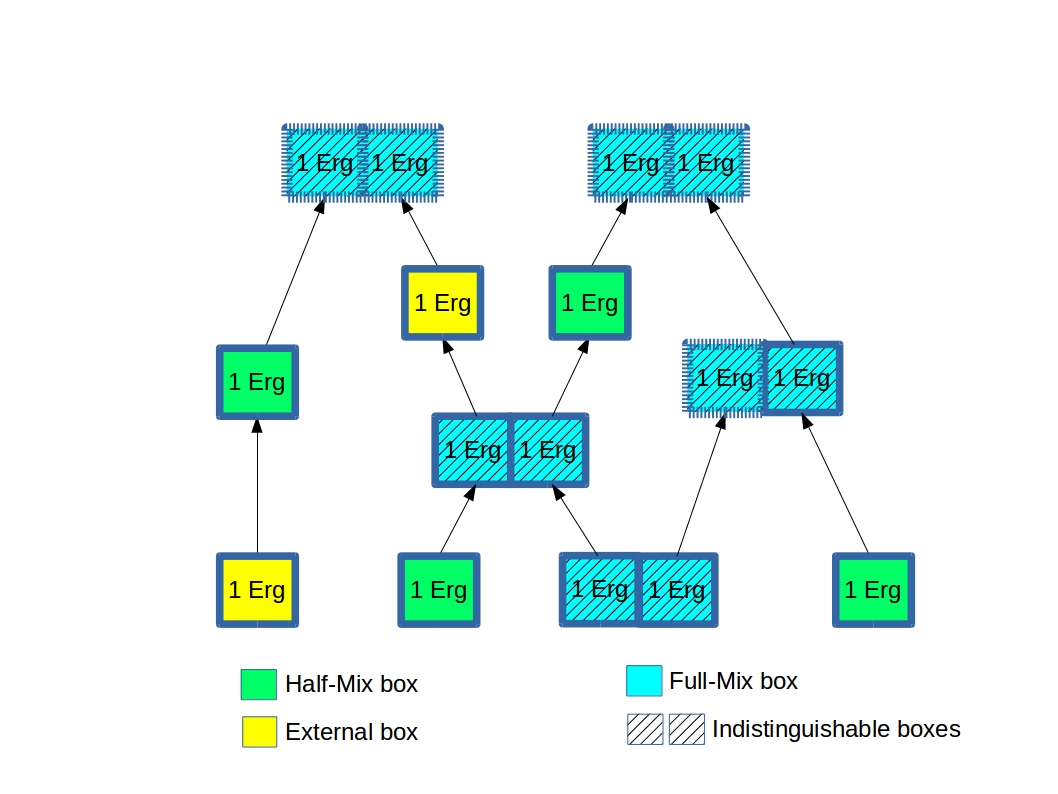 1 Erg 1 Erg 1 Erg 1 Erg
1 Erg 1 Erg
1 Erg 1 Erg 1 Erg
1 Erg 1 Erg
1 Erg 1 Erg 1 Erg 1 Erg 1 Erg
Half-Mix box
Full-Mix box
External box
Indistinguishable boxes